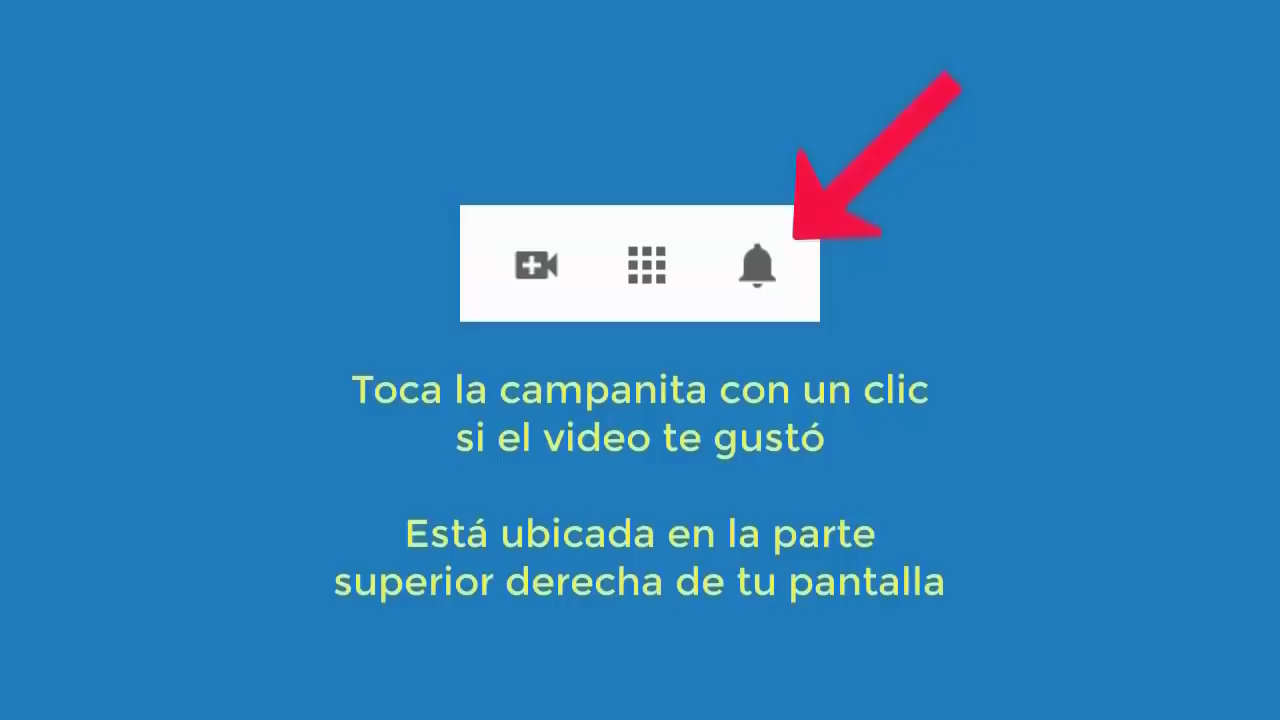 Toca la campanita con un clic
si el video te gustó
Está ubicada en la parte
superior derecha de tu pantalla